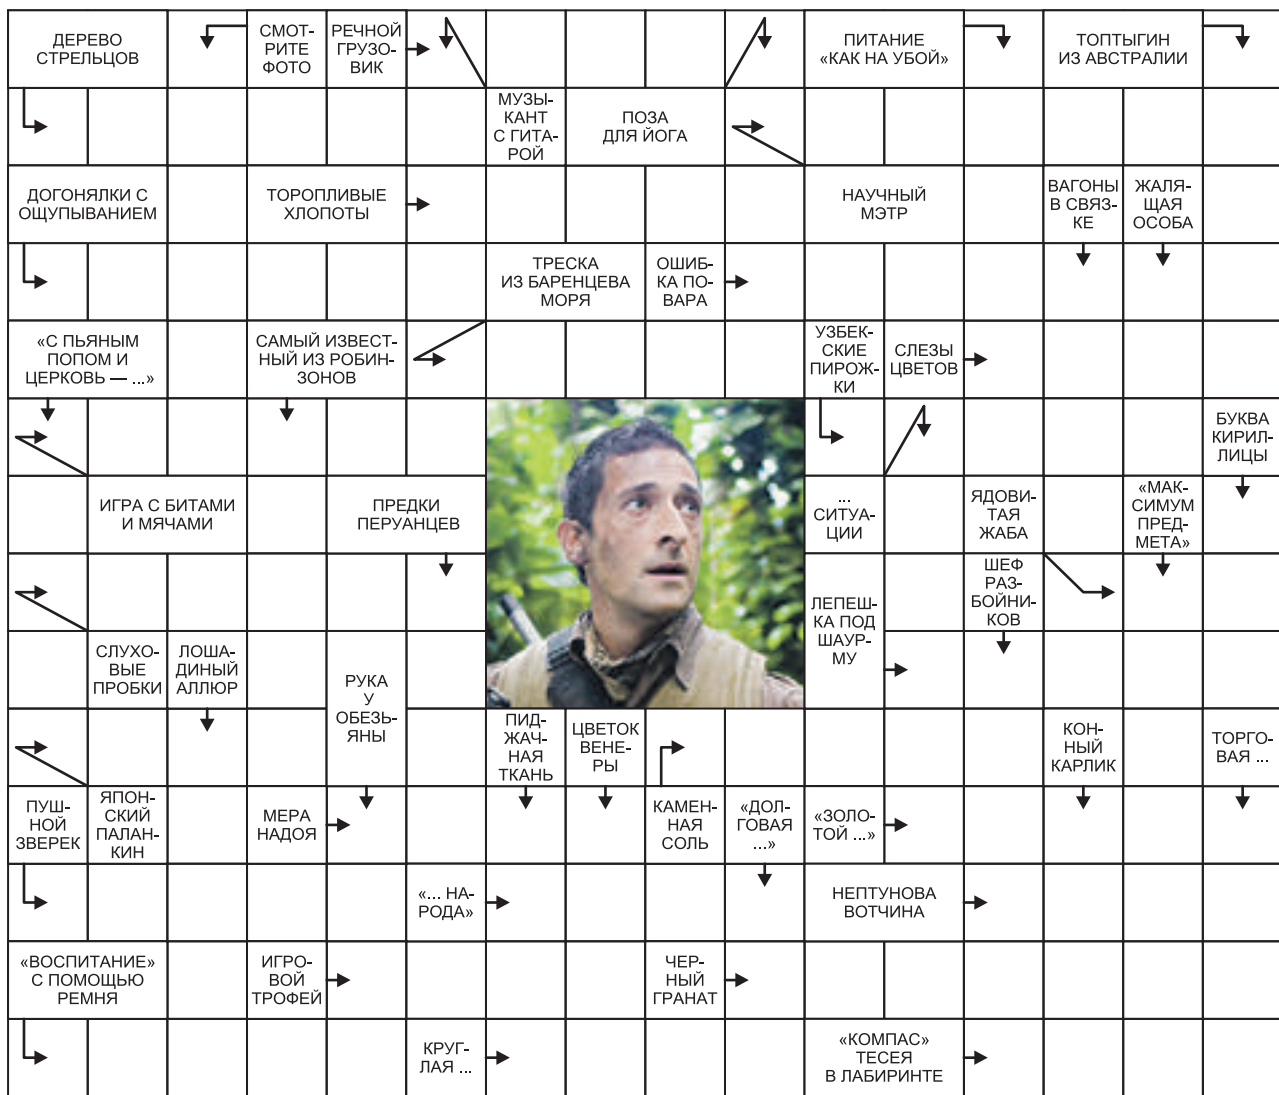 ДЕРЕВО
СТРЕЛЬЦОВ
СМОТ-
РИТЕ
ФОТО
РЕЧНОЙ
ГРУЗО-
ВИК
ПИТАНИЕ
«КАК НА УБОЙ»
ТОПТЫГИН
ИЗ АВСТРАЛИИ
МУЗЫ-
КАНТ
С ГИТА-
РОЙ
ПОЗА
ДЛЯ ЙОГА
ДОГОНЯЛКИ С
ОЩУПЫВАНИЕМ
ТОРОПЛИВЫЕ
ХЛОПОТЫ
НАУЧНЫЙ
МЭТР
ВАГОНЫ
В СВЯЗ-
КЕ
ЖАЛЯ-
ЩАЯ
ОСОБА
ТРЕСКА
ИЗ БАРЕНЦЕВА
МОРЯ
ОШИБ-
КА ПО-
ВАРА
«С ПЬЯНЫМ
ПОПОМ И
ЦЕРКОВЬ — ...»
САМЫЙ ИЗВЕСТ-
НЫЙ ИЗ РОБИН-
ЗОНОВ
УЗБЕК-
СКИЕ
ПИРОЖ-
КИ
СЛЕЗЫ
ЦВЕТОВ
БУКВА
КИРИЛ-
ЛИЦЫ
ИГРА С БИТАМИ
И МЯЧАМИ
ПРЕДКИ
ПЕРУАНЦЕВ
...
СИТУА-
ЦИИ
ЯДОВИ-
ТАЯ
ЖАБА
«МАК-
СИМУМ
ПРЕД-
МЕТА»
ЛЕПЕШ-
КА ПОД
ШАУР-
МУ
ШЕФ
РАЗ-
БОЙНИ-
КОВ
СЛУХО-
ВЫЕ
ПРОБКИ
ЛОША-
ДИНЫЙ
АЛЛЮР
РУКА
У
ОБЕЗЬ-
ЯНЫ
ПИД-
ЖАЧ-
НАЯ
ТКАНЬ
ЦВЕТОК
ВЕНЕ-
РЫ
КОН-
НЫЙ
КАРЛИК
ТОРГО-
ВАЯ ...
ПУШ-
НОЙ
ЗВЕРЕК
ЯПОН-
СКИЙ
ПАЛАН-
КИН
МЕРА
НАДОЯ
КАМЕН-
НАЯ
СОЛЬ
«ДОЛ-
ГОВАЯ
...»
«ЗОЛО-
ТОЙ ...»
«... НА-
РОДА»
НЕПТУНОВА
ВОТЧИНА
«ВОСПИТАНИЕ»
С ПОМОЩЬЮ
РЕМНЯ
ИГРО-
ВОЙ
ТРОФЕЙ
ЧЕР-
НЫЙ
ГРАНАТ
КРУГ-
ЛАЯ ...
«КОМПАС»
ТЕСЕЯ
В ЛАБИРИНТЕ